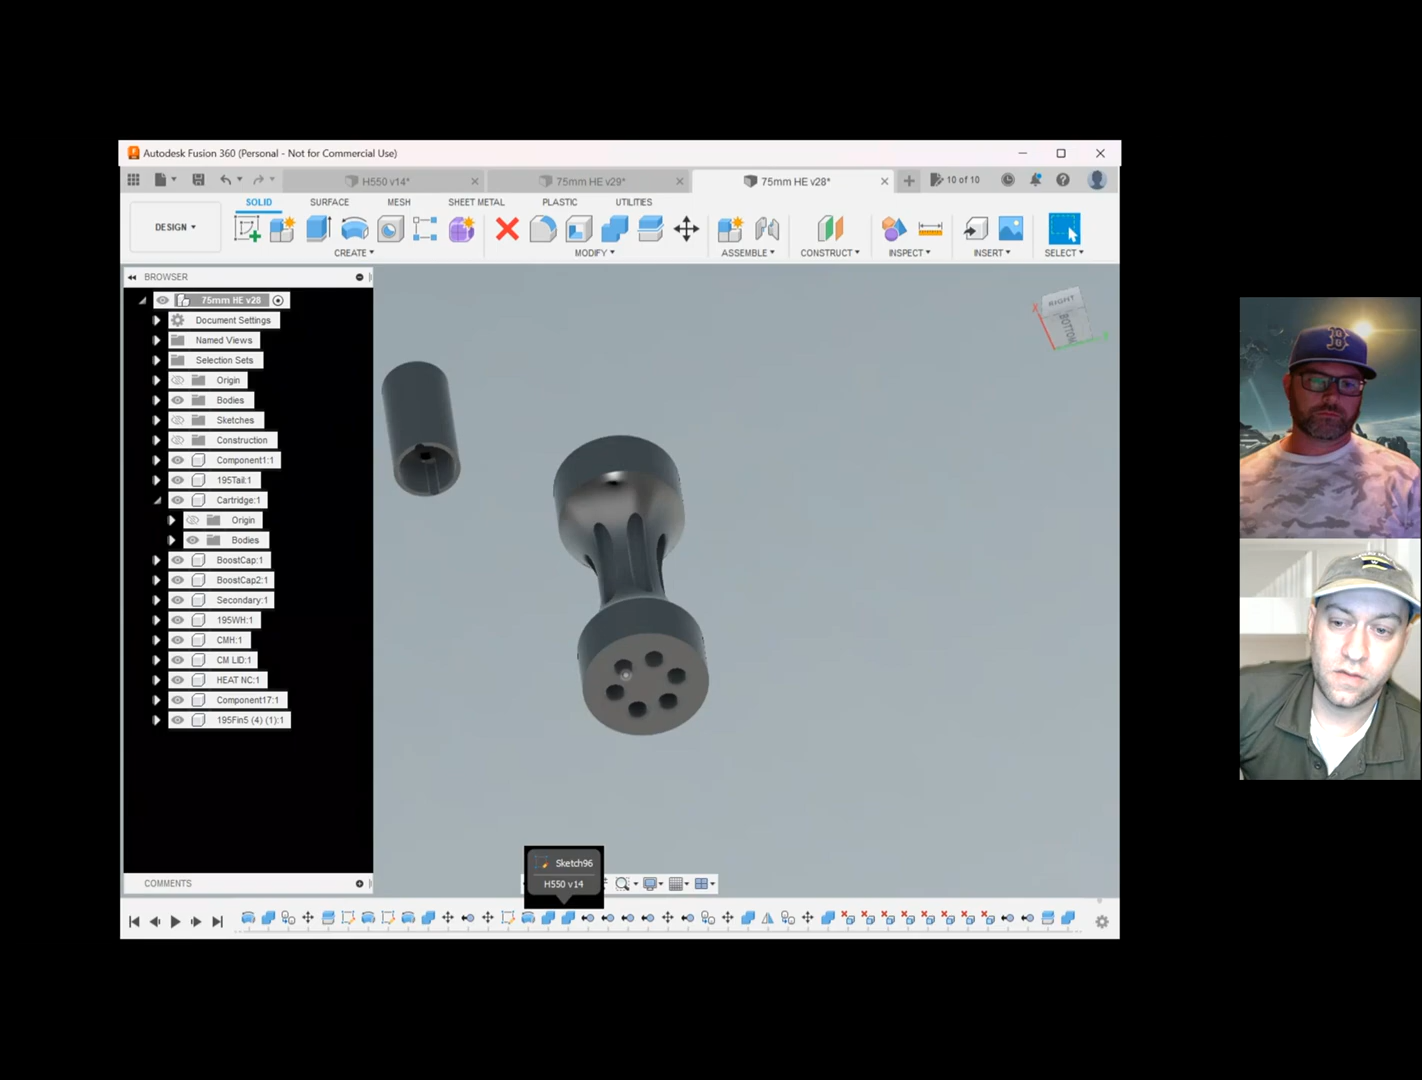 Autodesk Fusion 360 (Personal - Not for Commercial Use)
H550 v14*
75mm HE v29*
75mm HE v28*
10 of 10
SOLID
SURFACE
MESH
SHEET METAL
PLASTIC
UTILITIES
DESIGN
CREATE
MODIFY
ASSEMBLE
CONSTRUCT
INSPECT
INSERT
SELECT
BROWSER
75mm HE v28
Document Settings
Named Views
Selection Sets
Origin
Bodies
Sketches
Construction
Component1:1
195Tail:1
Cartridge:1
Origin
Bodies
BoostCap:1
BoostCap2:1
Secondary:1
195WH:1
CMH:1
CM LID:1
HEAT NC:1
Component17:1
195Fin5 (4) (1):1
RIGHT
BOTTOM
X
B
Sketch96
H550 v14
COMMENTS